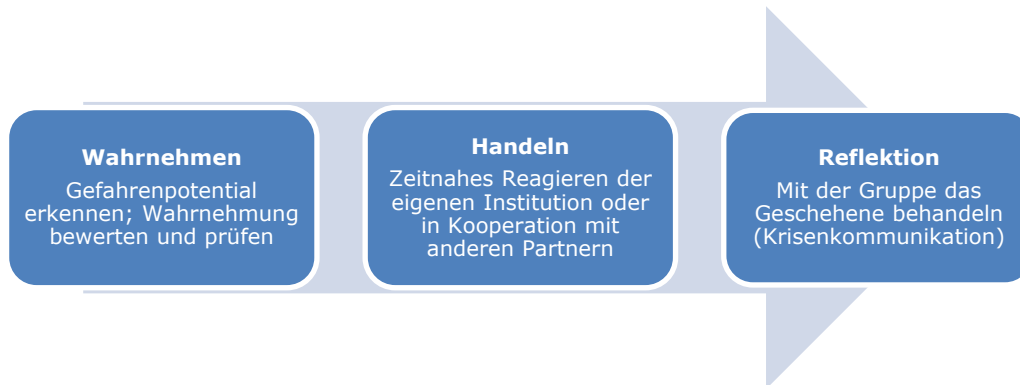 Wahrnehmen
Gefahrenpotential
erkennen; Wahrnehmung
bewerten und prüfen
Handeln
Zeitnahes Reagieren der
eigenen Institution oder
in Kooperation mit
anderen Partnern
Reflektion
Mit der Gruppe das
Geschehene behandeln
(Krisenkommunikation)